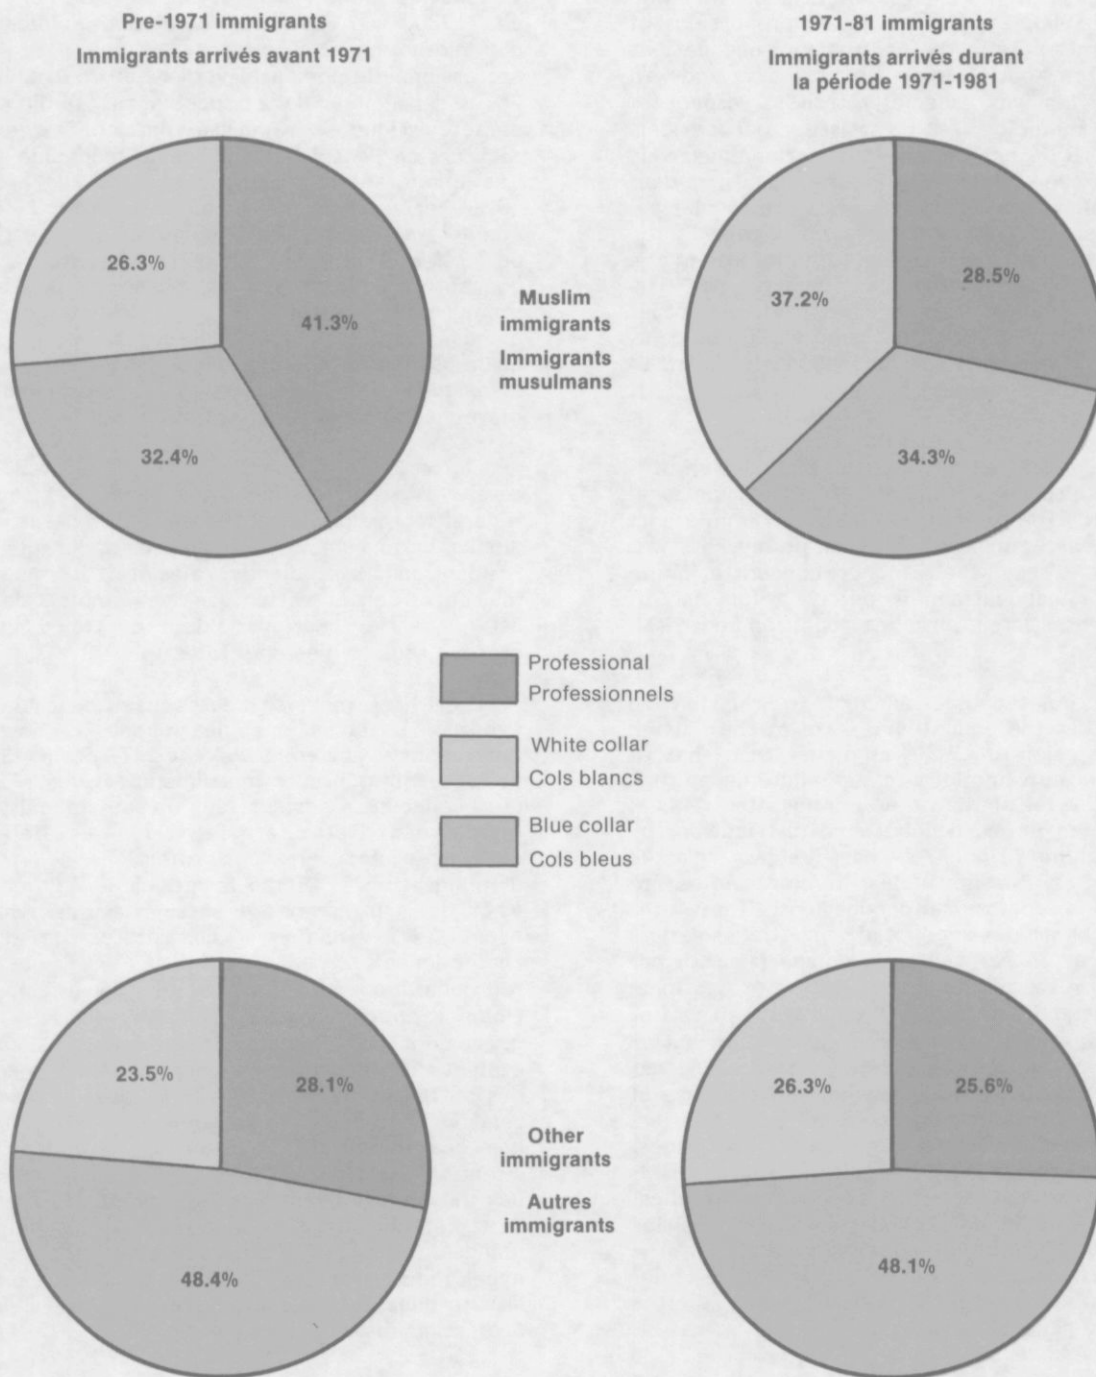 Pre-1971 immigrants
Immigrants arrivés avant 1971
1971-81 immigrants
Immigrants arrivés durant
la période 1971-1981
26.3%
41.3%
32.4%
Muslim
immigrants
Immigrants
musulmans
37.2%
28.5%
34.3%
Professional
Professionnels
White collar
Cols blancs
Blue collar
Cols bleus
23.5%
28.1%
48.4%
Other
immigrants
Autres
immigrants
26.3%
25.6%
48.1%